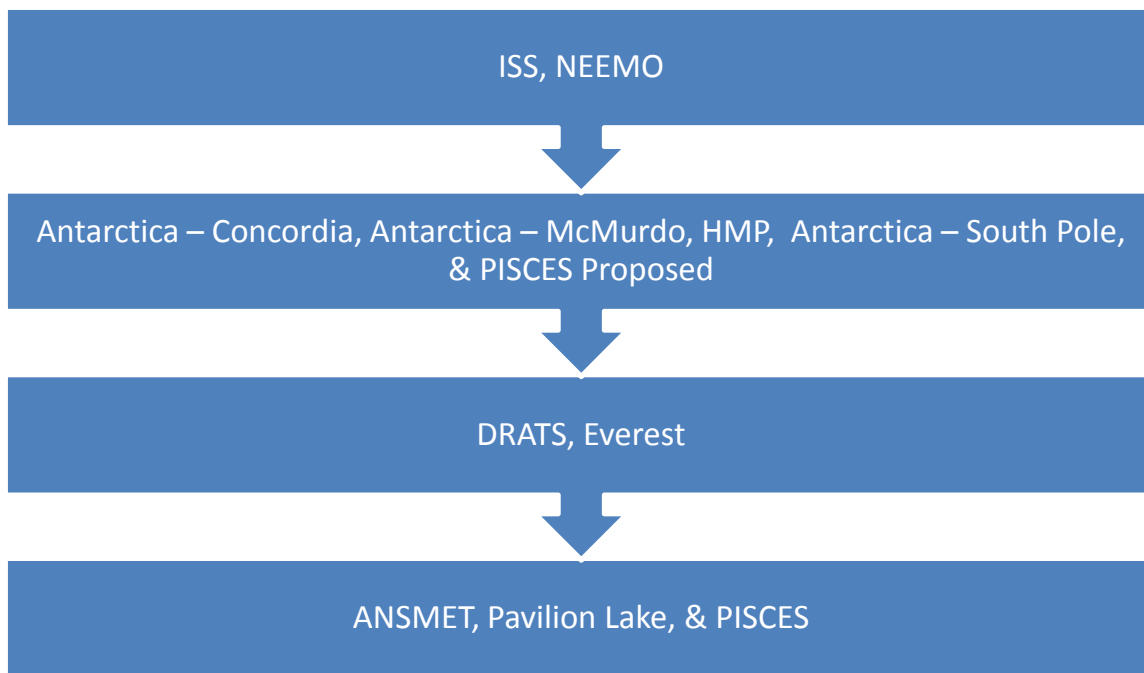 ISS, NEEMO
Antarctica – Concordia, Antarctica – McMurdo, HMP,  Antarctica – South Pole,
& PISCES Proposed
DRATS, Everest
ANSMET, Pavilion Lake, & PISCES